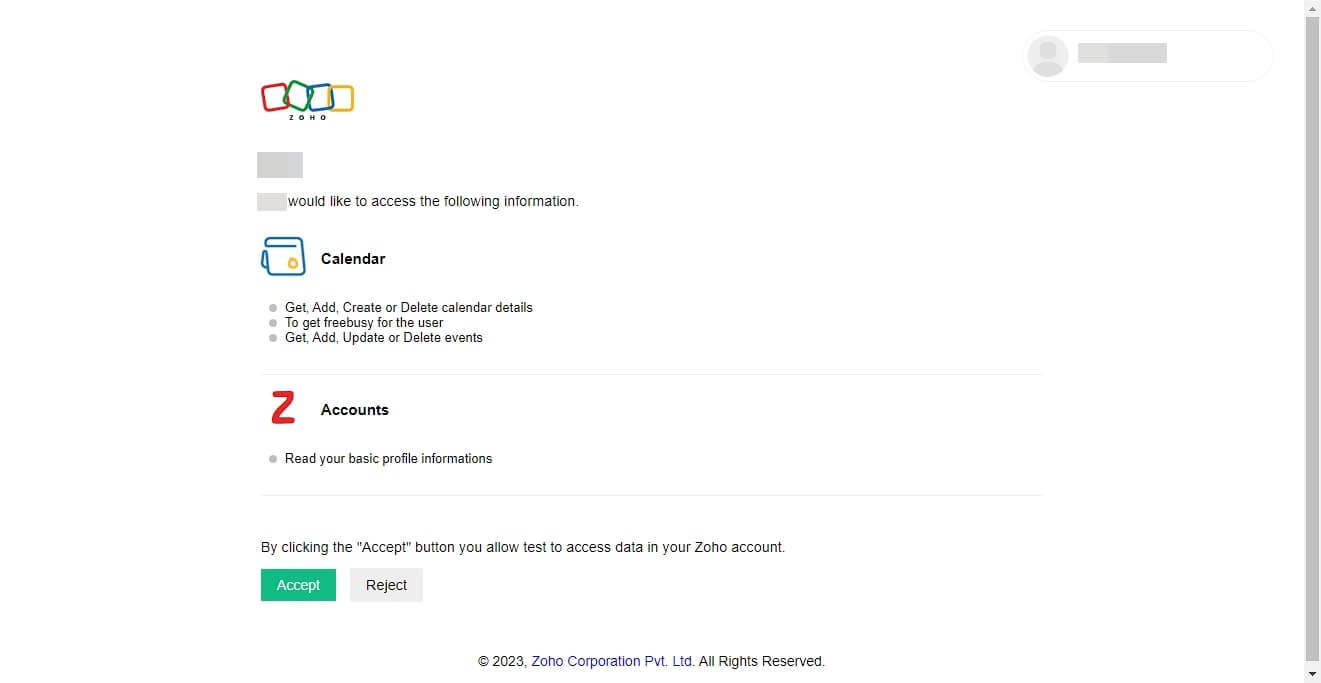 ZOHO
would like to access the following information.
Calendar
Get, Add, Create or Delete calendar details
To get freebusy for the user
Get, Add, Update or Delete events
Z
Accounts
Read your basic profile informations
By clicking the "Accept" button you allow test to access data in your Zoho account.
Accept Reject
© 2023, Zoho Corporation Pvt. Ltd. All Rights Reserved.